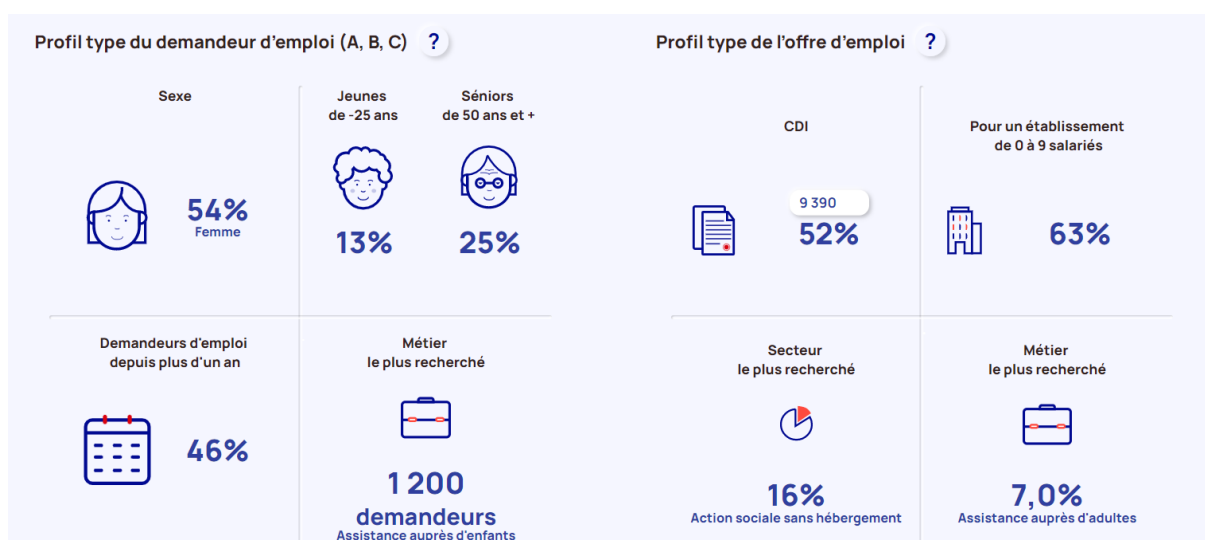 Profil type du demandeur d'emploi (A, B, C) ?
Sexe
54%
Femme
Jeunes
de -25 ans
13%
Séniors
de 50 ans et +
25%
Demandeurs d'emploi
depuis plus d'un an
46%
Métier
le plus recherché
1 200
demandeurs
Assistance auprès d'enfants
Profil type de l'offre d'emploi ?
CDI
9 390
52%
Pour un établissement
de 0 à 9 salariés
63%
Secteur
le plus recherché
16%
Action sociale sans hébergement
Métier
le plus recherché
7,0%
Assistance auprès d'adultes